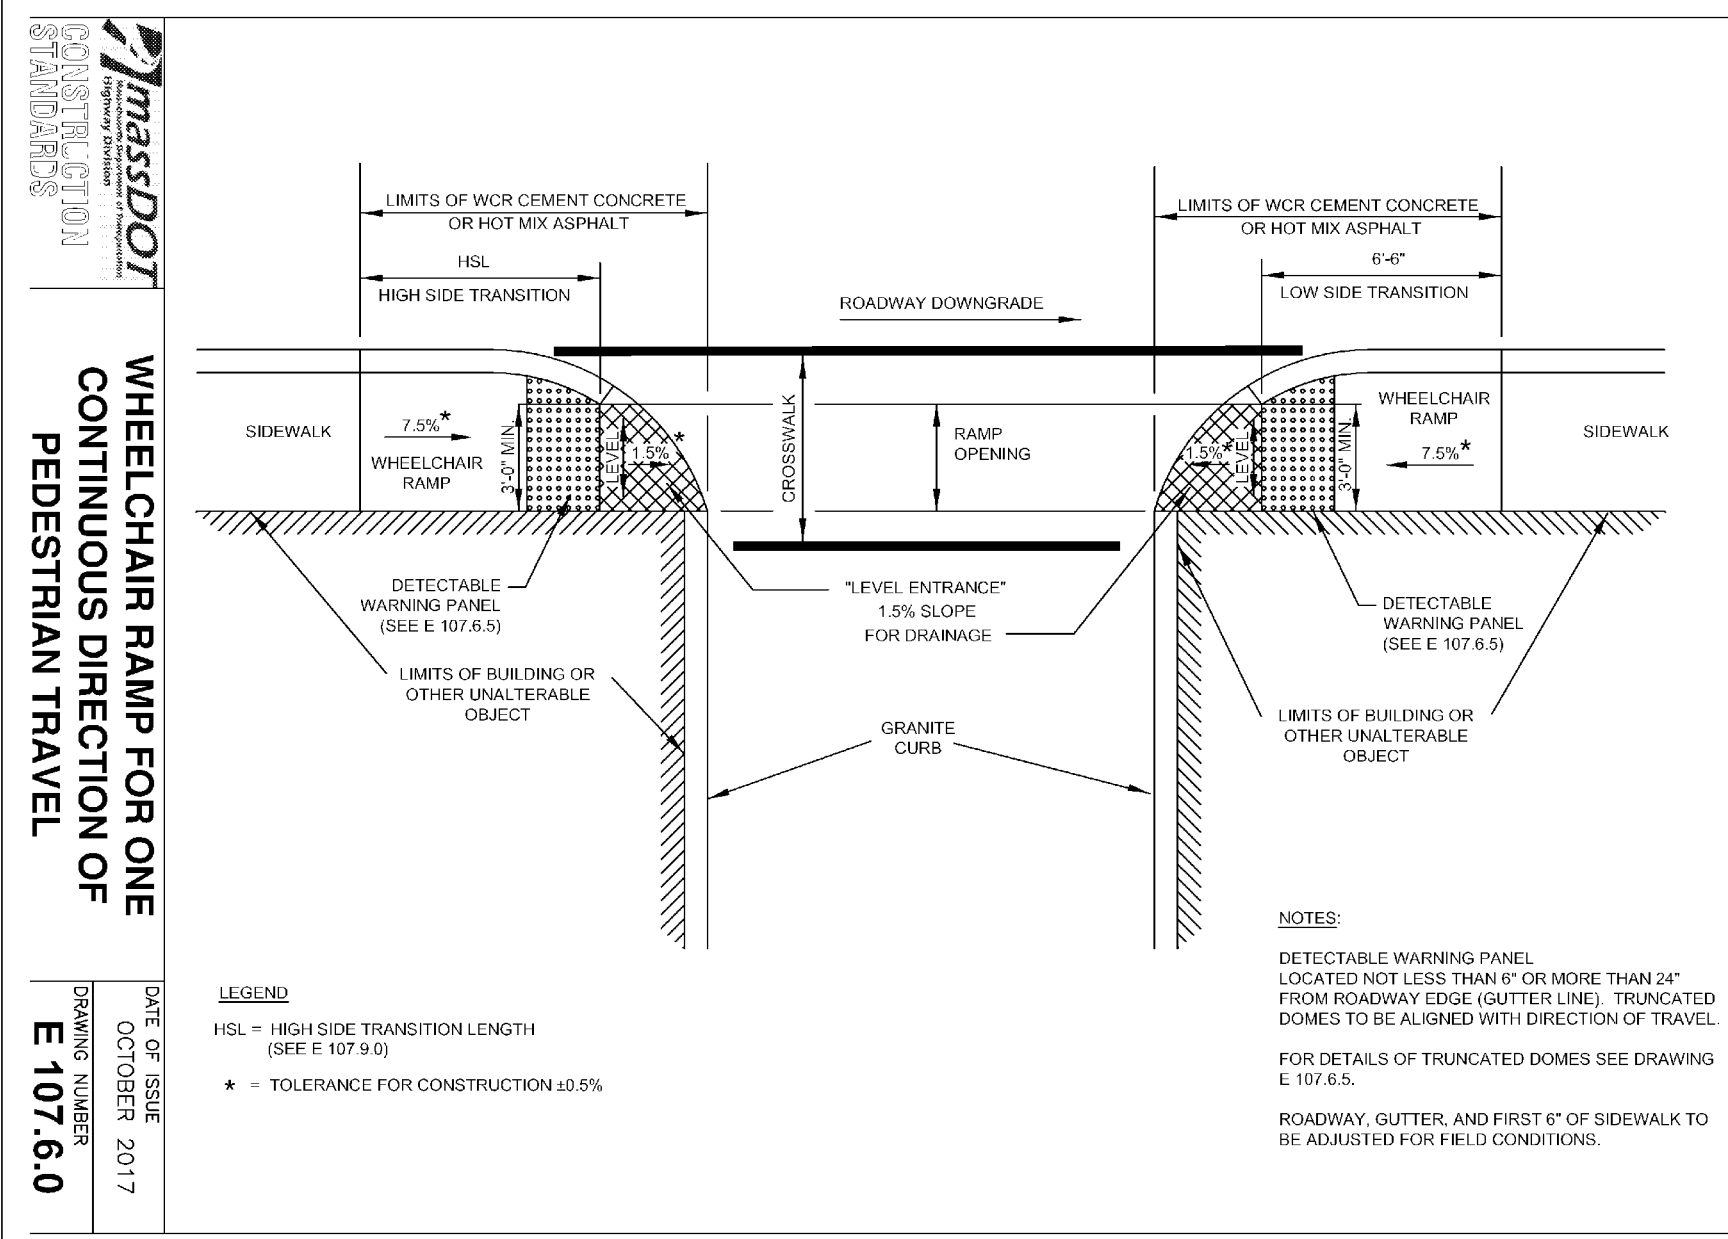 massDOT
Massachusetts Department of Transportation
Highway Division
CONSTRUCTION
STANDARDS
WHEELCHAIR RAMP FOR ONE
CONTINUOUS DIRECTION OF
PEDESTRIAN TRAVEL
DATE OF ISSUE
OCTOBER 2017
DRAWING NUMBER
E 107.6.0
LIMITS OF WCR CEMENT CONCRETE
OR HOT MIX ASPHALT
HSL
HIGH SIDE TRANSITION
ROADWAY DOWNGRADE
LIMITS OF WCR CEMENT CONCRETE
OR HOT MIX ASPHALT
6'-6"
LOW SIDE TRANSITION
SIDEWALK
7.5%*
WHEELCHAIR
RAMP
3'-0" MIN.
LEVEL
1.5%*
CROSSWALK
RAMP
OPENING
1.5%*
LEVEL
3'-0" MIN.
WHEELCHAIR
RAMP
7.5%*
SIDEWALK
DETECTABLE
WARNING PANEL
(SEE E 107.6.5)
"LEVEL ENTRANCE"
1.5% SLOPE
FOR DRAINAGE
DETECTABLE
WARNING PANEL
(SEE E 107.6.5)
LIMITS OF BUILDING OR
OTHER UNALTERABLE
OBJECT
GRANITE
CURB
LIMITS OF BUILDING OR
OTHER UNALTERABLE
OBJECT
LEGEND
HSL = HIGH SIDE TRANSITION LENGTH
(SEE E 107.9.0)
* = TOLERANCE FOR CONSTRUCTION ±0.5%
NOTES:
DETECTABLE WARNING PANEL
LOCATED NOT LESS THAN 6" OR MORE THAN 24"
FROM ROADWAY EDGE (GUTTER LINE). TRUNCATED
DOMES TO BE ALIGNED WITH DIRECTION OF TRAVEL.
FOR DETAILS OF TRUNCATED DOMES SEE DRAWING
E 107.6.5.
ROADWAY, GUTTER, AND FIRST 6" OF SIDEWALK TO
BE ADJUSTED FOR FIELD CONDITIONS.